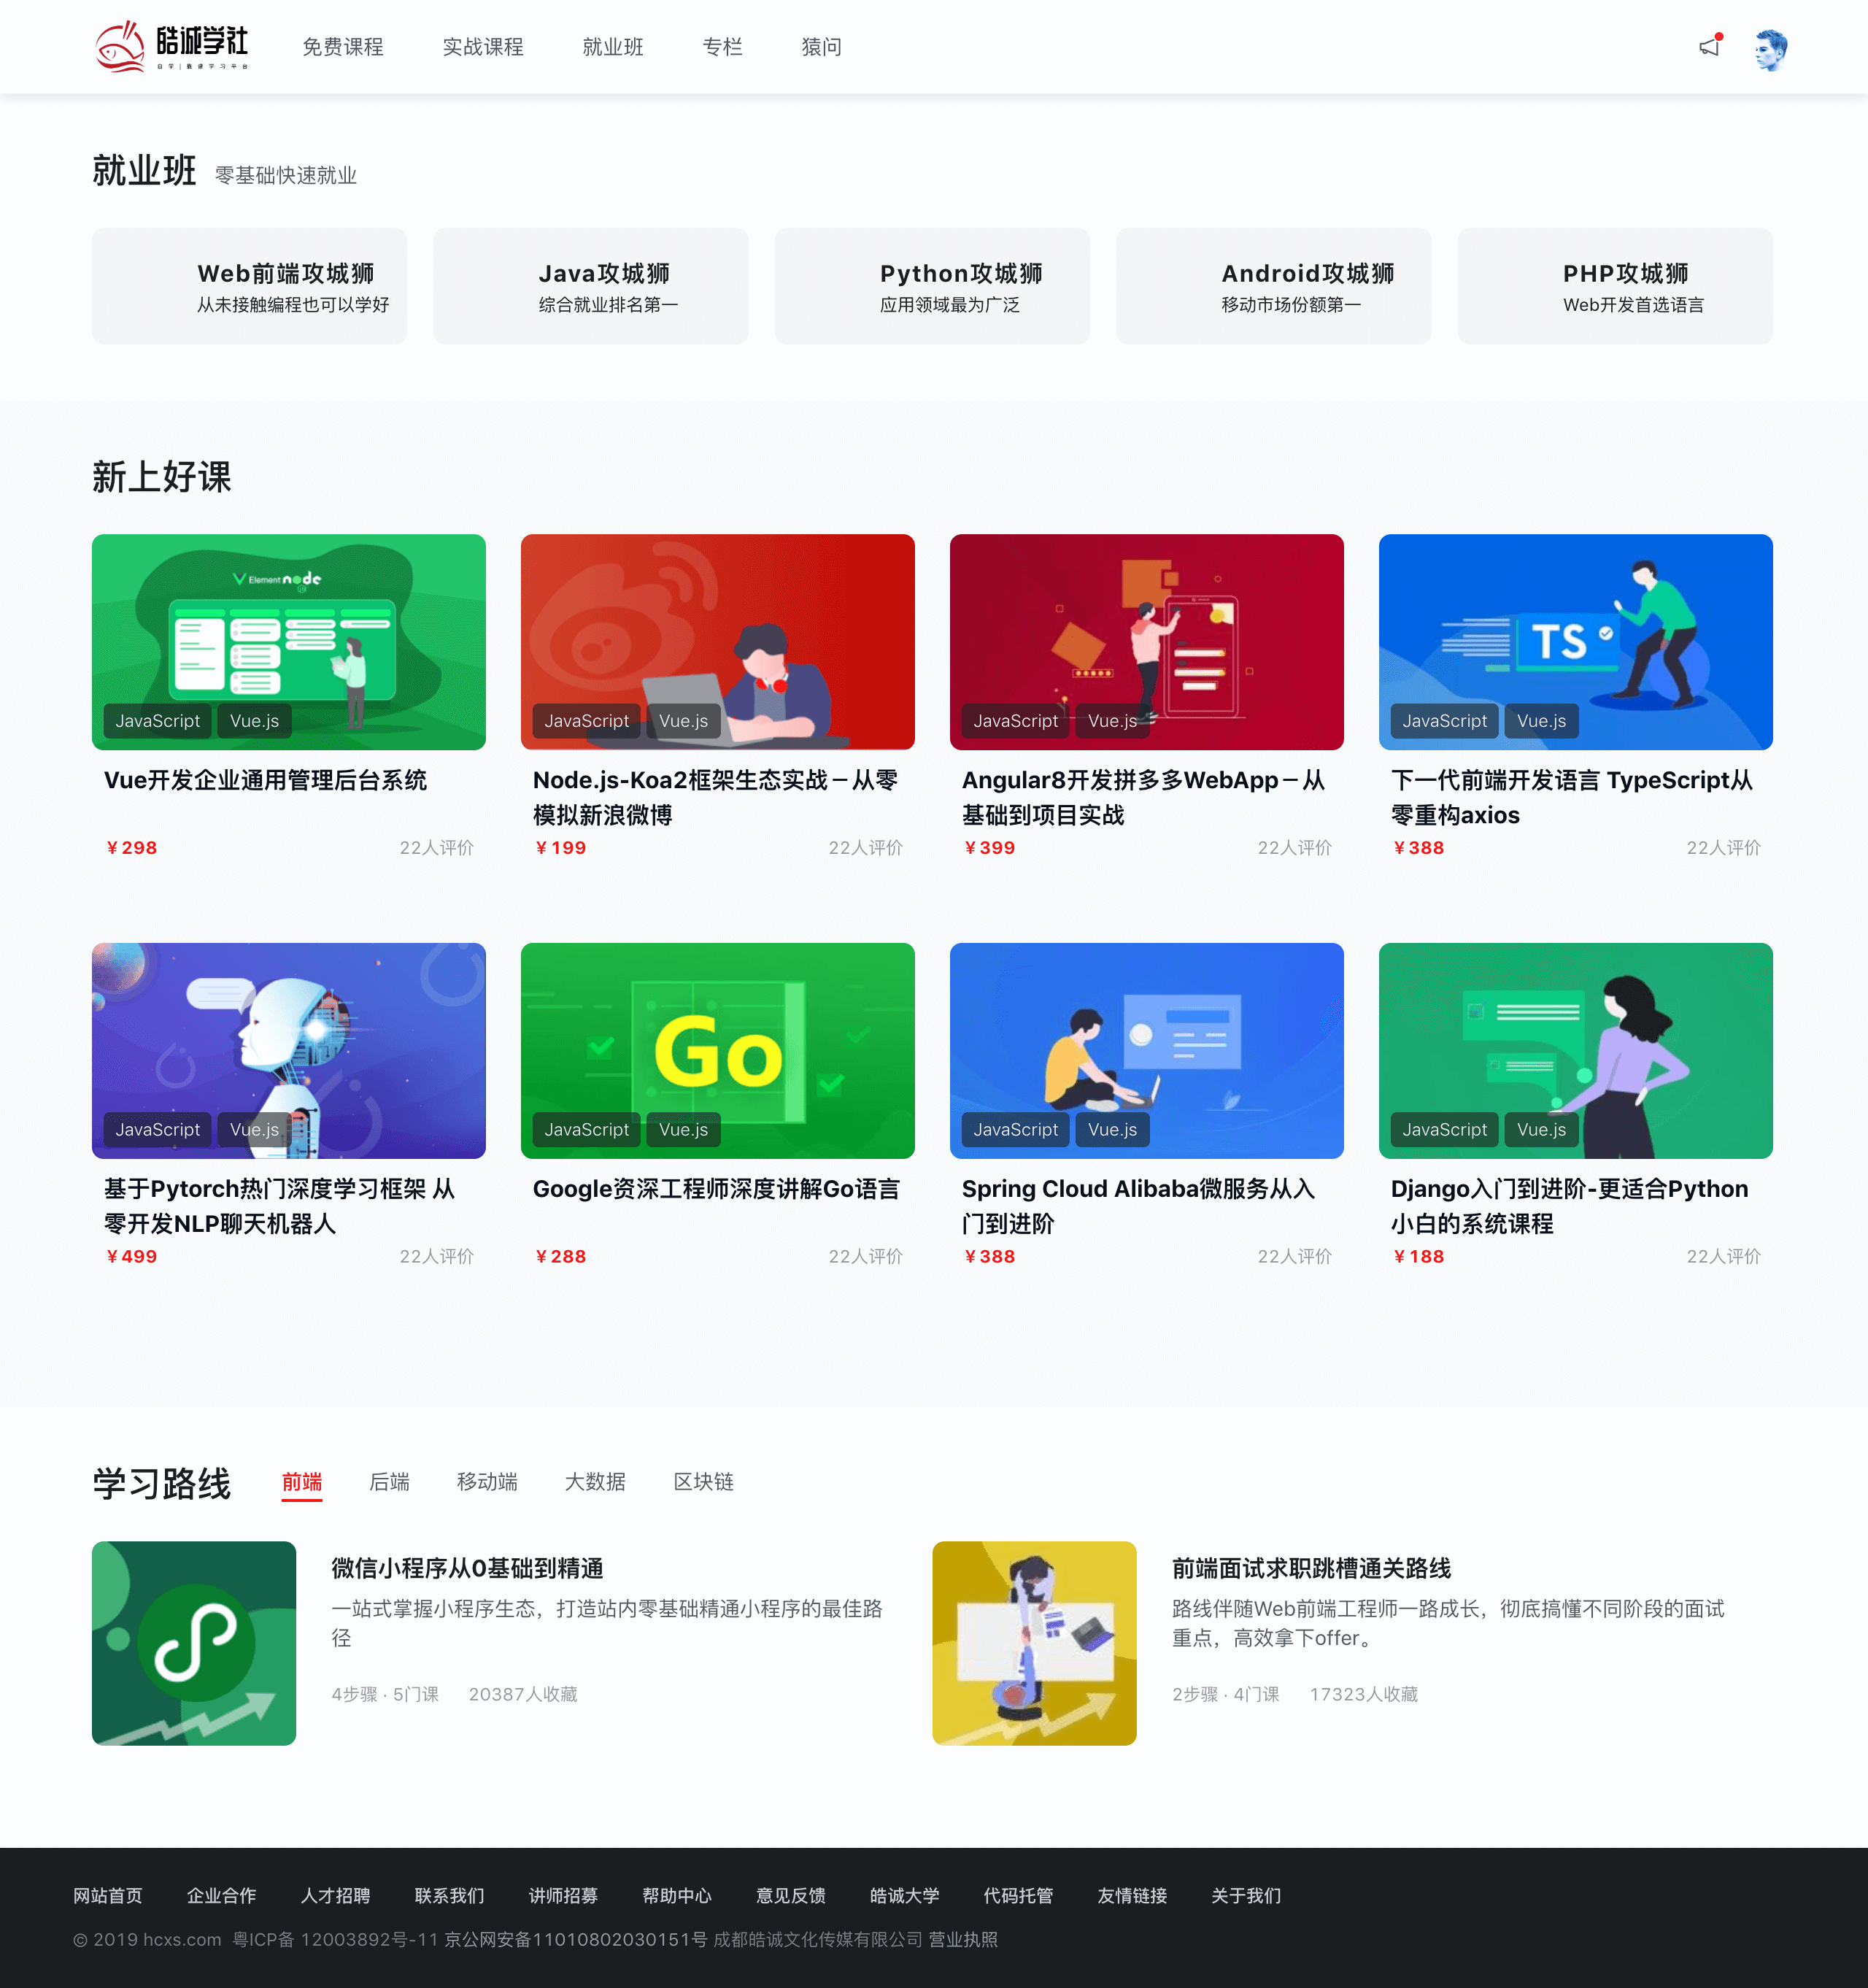 皓诚学社
自学|慕课学习平台
免费课程 实战课程 就业班 专栏 猿问
就业班 零基础快速就业
Web前端攻城狮
从未接触编程也可以学好
Java攻城狮
综合就业排名第一
Python攻城狮
应用领域最为广泛
Android攻城狮
移动市场份额第一
PHP攻城狮
Web开发首选语言
新上好课
Element node
JavaScript Vue.js
Vue开发企业通用管理后台系统
￥298 22人评价
JavaScript Vue.js
Node.js-Koa2框架生态实战－从零
模拟新浪微博
￥199 22人评价
JavaScript Vue.js
Angular8开发拼多多WebApp－从
基础到项目实战
￥399 22人评价
TS
JavaScript Vue.js
下一代前端开发语言 TypeScript从
零重构axios
￥388 22人评价
JavaScript Vue.js
基于Pytorch热门深度学习框架 从
零开发NLP聊天机器人
￥499 22人评价
Go
JavaScript Vue.js
Google资深工程师深度讲解Go语言
￥288 22人评价
JavaScript Vue.js
Spring Cloud Alibaba微服务从入
门到进阶
￥388 22人评价
JavaScript Vue.js
Django入门到进阶-更适合Python
小白的系统课程
￥188 22人评价
学习路线 前端 后端 移动端 大数据 区块链
微信小程序从0基础到精通
一站式掌握小程序生态，打造站内零基础精通小程序的最佳路
径
4步骤 · 5门课 20387人收藏
前端面试求职跳槽通关路线
路线伴随Web前端工程师一路成长，彻底搞懂不同阶段的面试
重点，高效拿下offer。
2步骤 · 4门课 17323人收藏
网站首页 企业合作 人才招聘 联系我们 讲师招募 帮助中心 意见反馈 皓诚大学 代码托管 友情链接 关于我们
© 2019 hcxs.com 粤ICP备 12003892号-11 京公网安备11010802030151号 成都皓诚文化传媒有限公司 营业执照